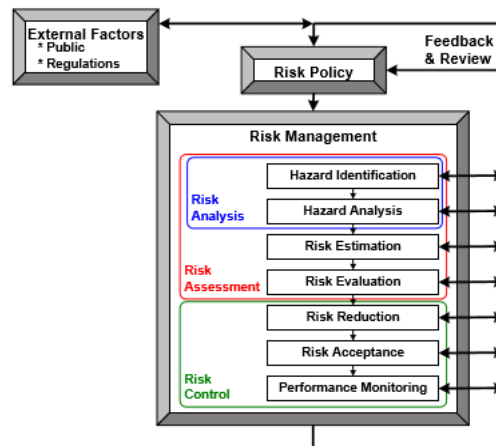 External Factors
* Public
* Regulations
Feedback
& Review
Risk Policy
Risk Management
Hazard Identification
Risk
Analysis
Hazard Analysis
Risk Estimation
Risk
Assessment
Risk Evaluation
Risk Reduction
Risk Acceptance
Risk
Control
Performance Monitoring